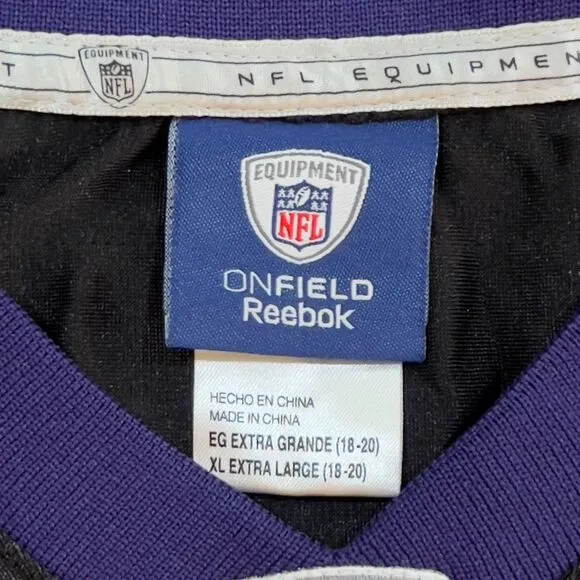 T EQUIPMENT NFL NFL EQUIPMEN
EQUIPMENT
NFL
ONFIELD
Reebok
HECHO EN CHINA
MADE IN CHINA
EG EXTRA GRANDE (18-20)
XL EXTRA LARGE (18-20)